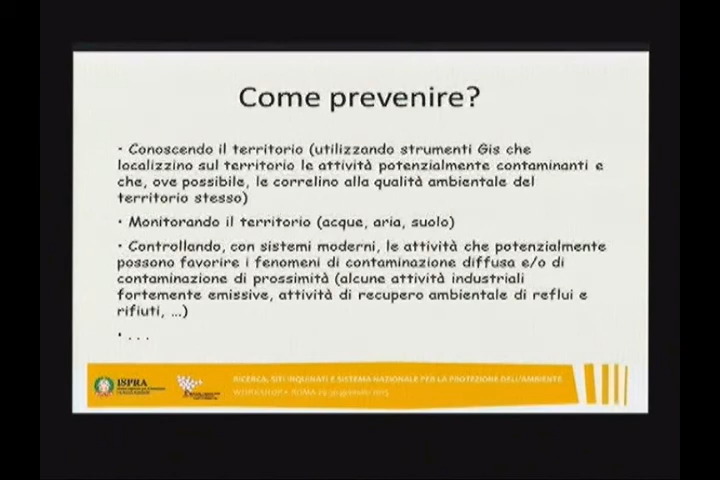 Come prevenire?
• Conoscendo il territorio (utilizzando strumenti Gis che
localizzino sul territorio le attività potenzialmente contaminanti e
che, ove possibile, le correlino alla qualità ambientale del
territorio stesso)
• Monitorando il territorio (acque, aria, suolo)
• Controllando, con sistemi moderni, le attività che potenzialmente
possono favorire i fenomeni di contaminazione diffusa e/o di
contaminazione di prossimità (alcune attività industriali
fortemente emissive, attività di recupero ambientale di reflui e
rifiuti, ...)
• . . .
ISPRA
RICERCA, SITI INQUINATI E SISTEMA NAZIONALE PER LA PROTEZIONE DELL'AMBIENTE
WORKSHOP • ROMA